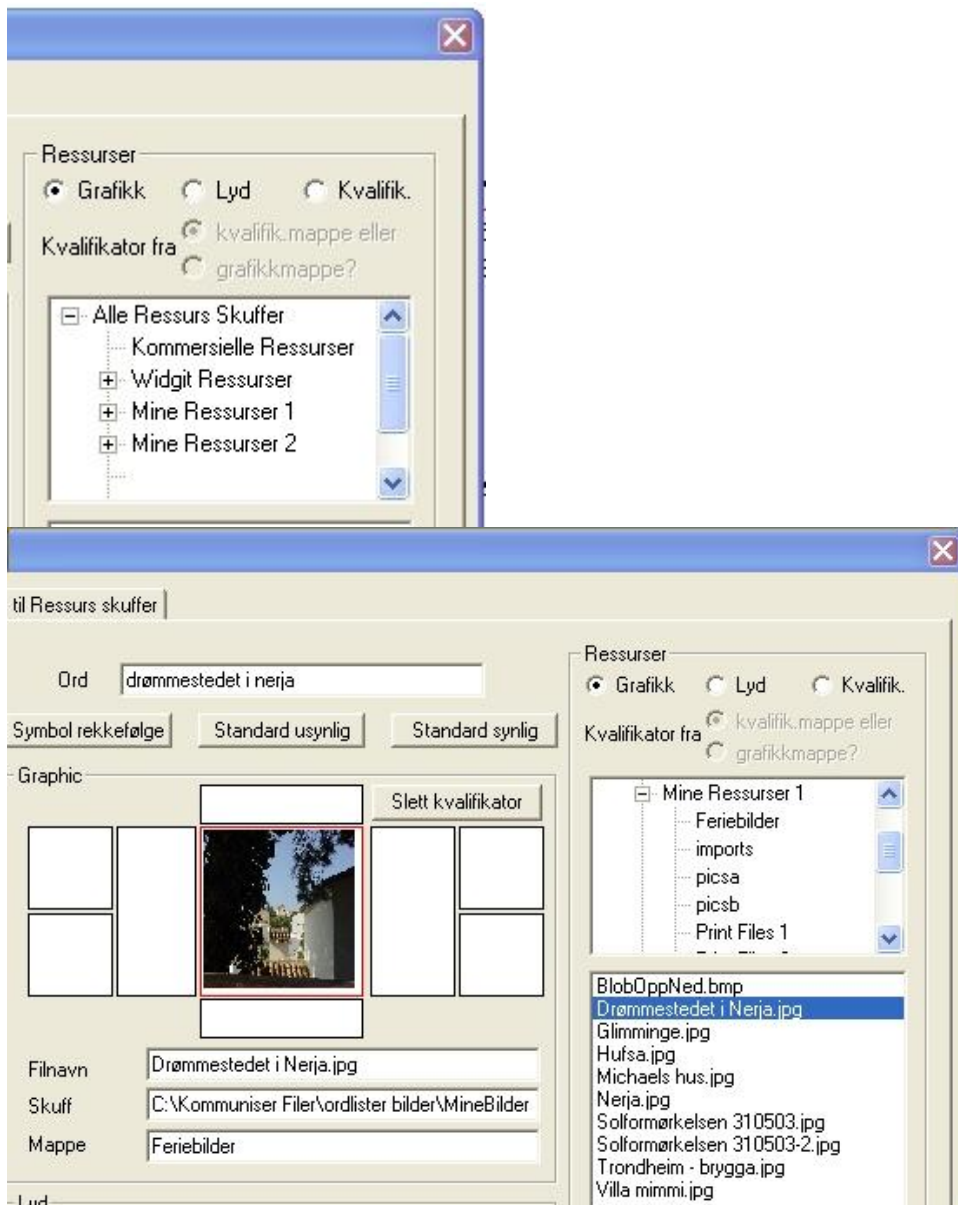 Ressurser
Grafikk Lyd Kvalifik.
Kvalifikator fra kvalifik.mappe eller
grafikkmappe?
Alle Ressurs Skuffer
Kommersielle Ressurser
Widgit Ressurser
Mine Ressurser 1
Mine Ressurser 2
til Ressurs skuffer
Ord drømmestedet i nerja
Symbol rekkefølge Standard usynlig Standard synlig
Graphic
Slett kvalifikator
Filnavn Drømmestedet i Nerja.jpg
Skuff C:\Kommuniser Filer\ordlister bilder\MineBilder
Mappe Feriebilder
Lyd
Ressurser
Grafikk Lyd Kvalifik.
Kvalifikator fra kvalifik.mappe eller
grafikkmappe?
Mine Ressurser 1
Feriebilder
imports
picsa
picsb
Print Files 1
BlobOppNed.bmp
Drømmestedet i Nerja.jpg
Glimminge.jpg
Hufsa.jpg
Michaels hus.jpg
Nerja.jpg
Solformørkelsen 310503.jpg
Solformørkelsen 310503-2.jpg
Trondheim - brygga.jpg
Villa mimmi.jpg